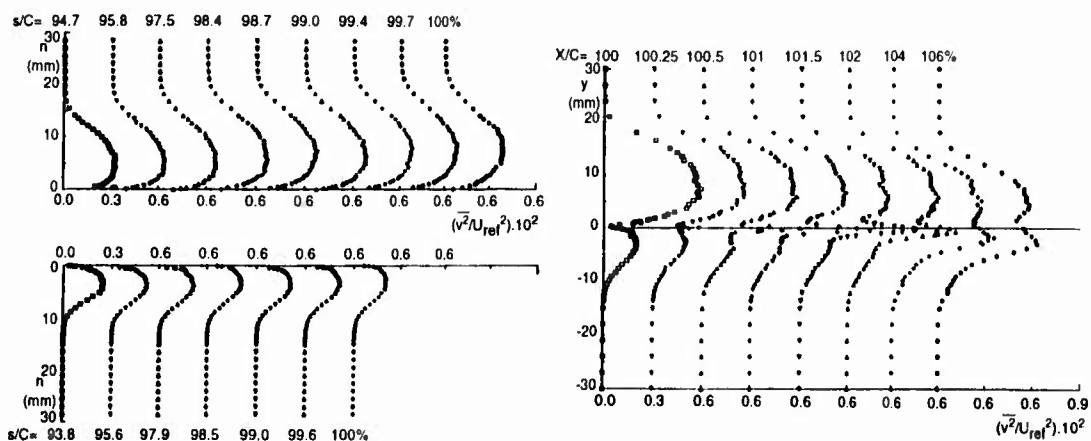 s/C= 94.7 95.8 97.5 98.4 98.7 99.0 99.4 99.7 100%
30
n
(mm)
20
10
0
0.0 0.3 0.6 0.6 0.6 0.6 0.6 0.6 0.6 0.6 0.6
(v²/U_ref²).10²
0.0 0.3 0.6 0.6 0.6 0.6 0.6 0.6 0.6
0
10
20
n
(mm)
30
s/C= 93.8 95.6 97.9 98.5 99.0 99.6 100%
X/C= 100 100.25 100.5 101 101.5 102 104 106%
30
y
(mm)
20
10
0
-10
-20
-30
0.0 0.3 0.6 0.6 0.6 0.6 0.6 0.6 0.6 0.9
(v²/U_ref²).10²